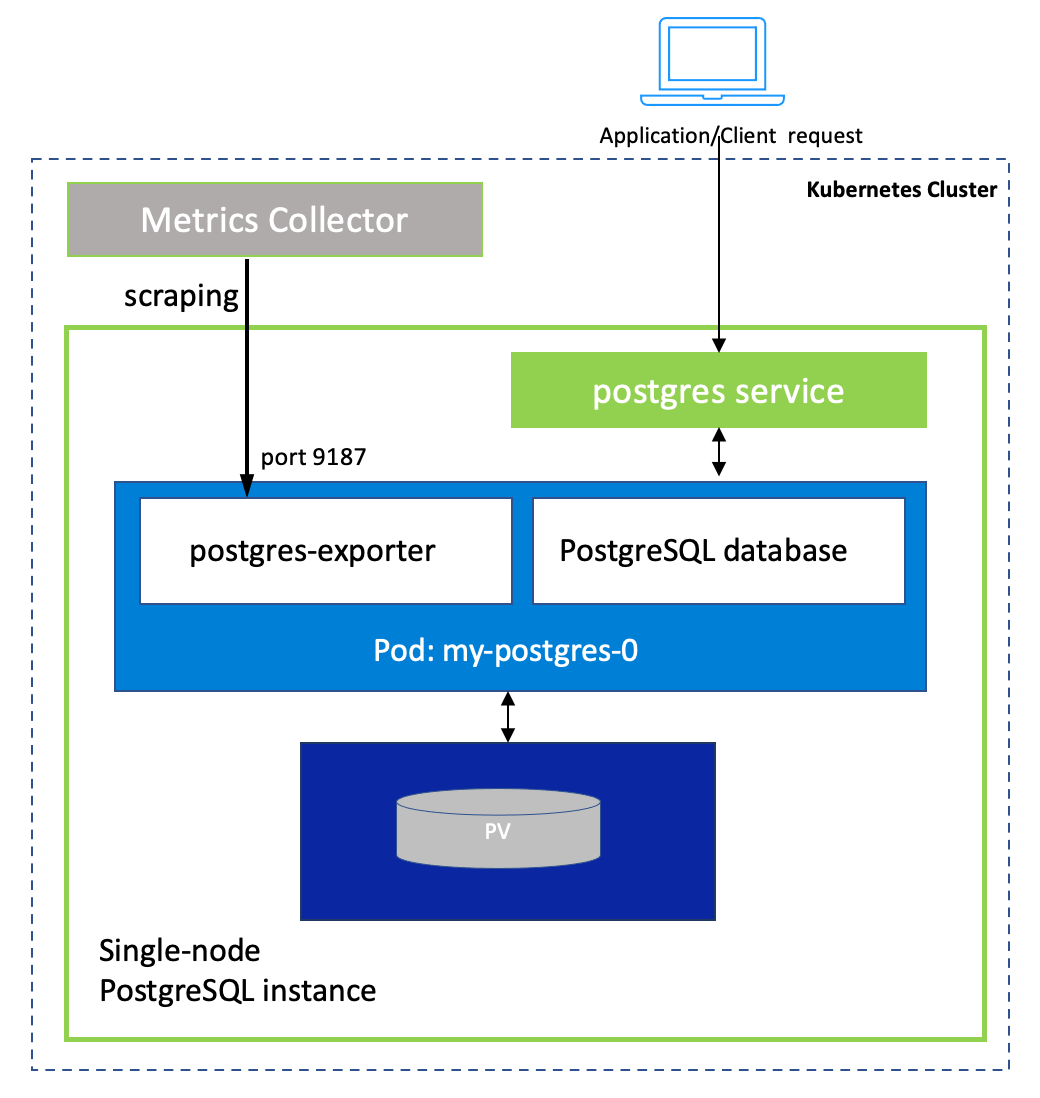 Application/Client request
Kubernetes Cluster
Metrics Collector
scraping
postgres service
port 9187
postgres-exporter
PostgreSQL database
Pod: my-postgres-0
PV
Single-node
PostgreSQL instance